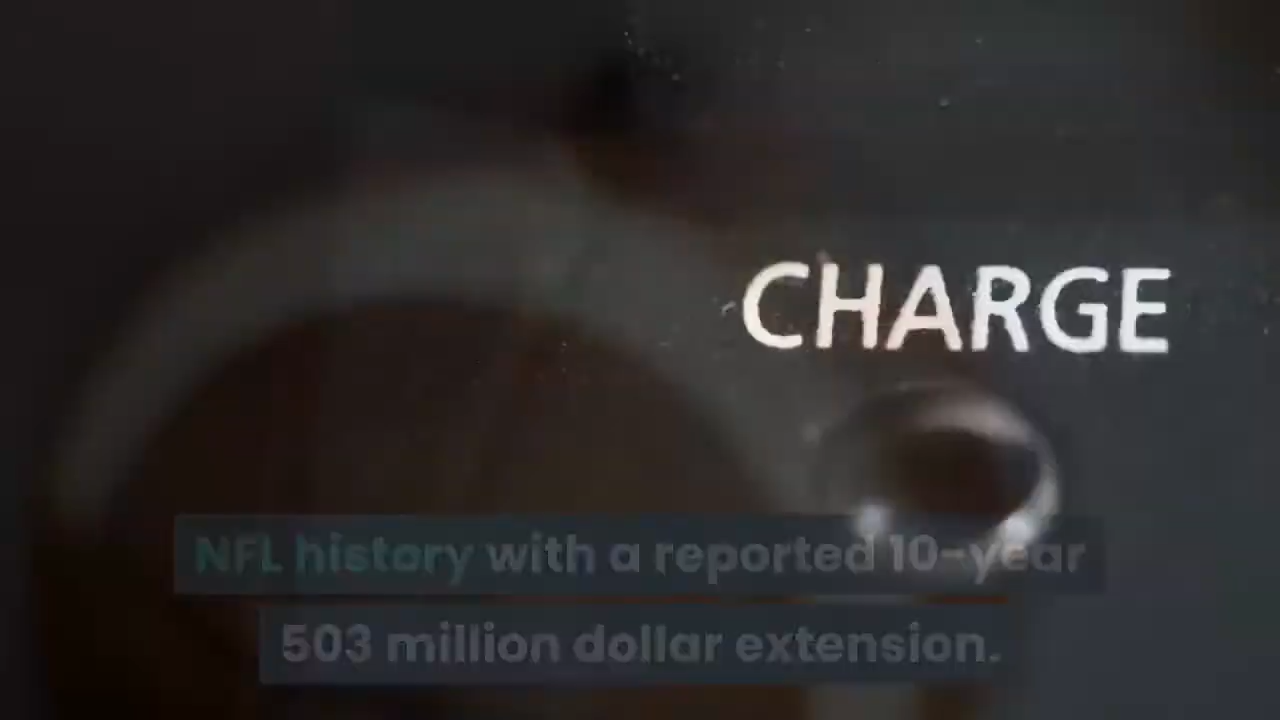 CHARGE
NFL history with a reported 10-year
503 million dollar extension.